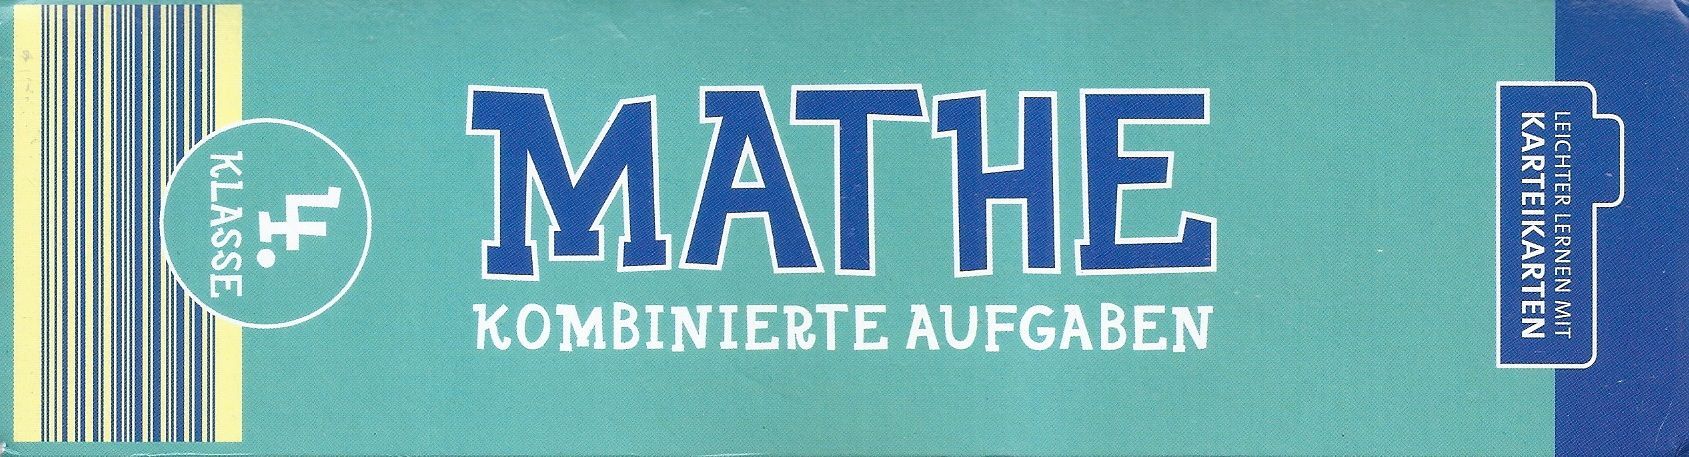 4.
KLASSE
MATHE
KOMBINIERTE AUFGABEN
LEICHTER LERNEN MIT
KARTEIKARTEN